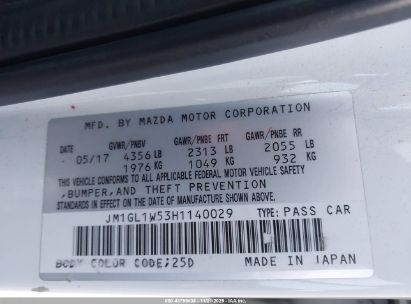 MFD. BY MAZDA MOTOR CORPORATION
DATE GVWR/PNBV GAWR/PNBE FRT GAWR/PNBE RR
05/17 4356 LB 2313 LB 2055 LB
1976 KG 1049 KG 932 KG
THIS VEHICLE CONFORMS TO ALL APPLICABLE FEDERAL MOTOR VEHICLE SAFETY
,BUMPER,AND THEFT PREVENTION
STANDARDS IN EFFECT ON THE DATE OF MANUFACTURE SHOWN ABOVE.
JM1GL1W53H1140029 TYPE: PASS CAR
BODY COLOR CODE;25D MADE IN JAPAN